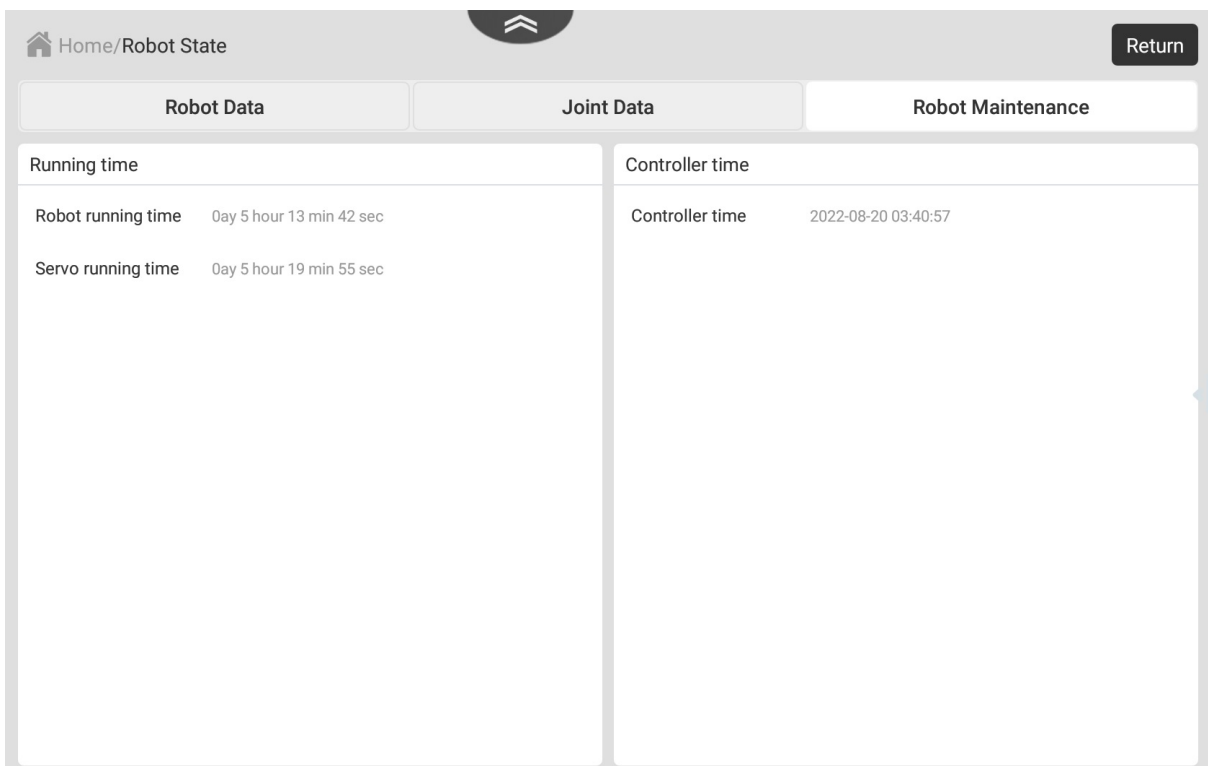 Home/Robot State
Return
Robot Data
Joint Data
Robot Maintenance
Running time
Robot running time 0ay 5 hour 13 min 42 sec
Servo running time 0ay 5 hour 19 min 55 sec
Controller time
Controller time 2022-08-20 03:40:57